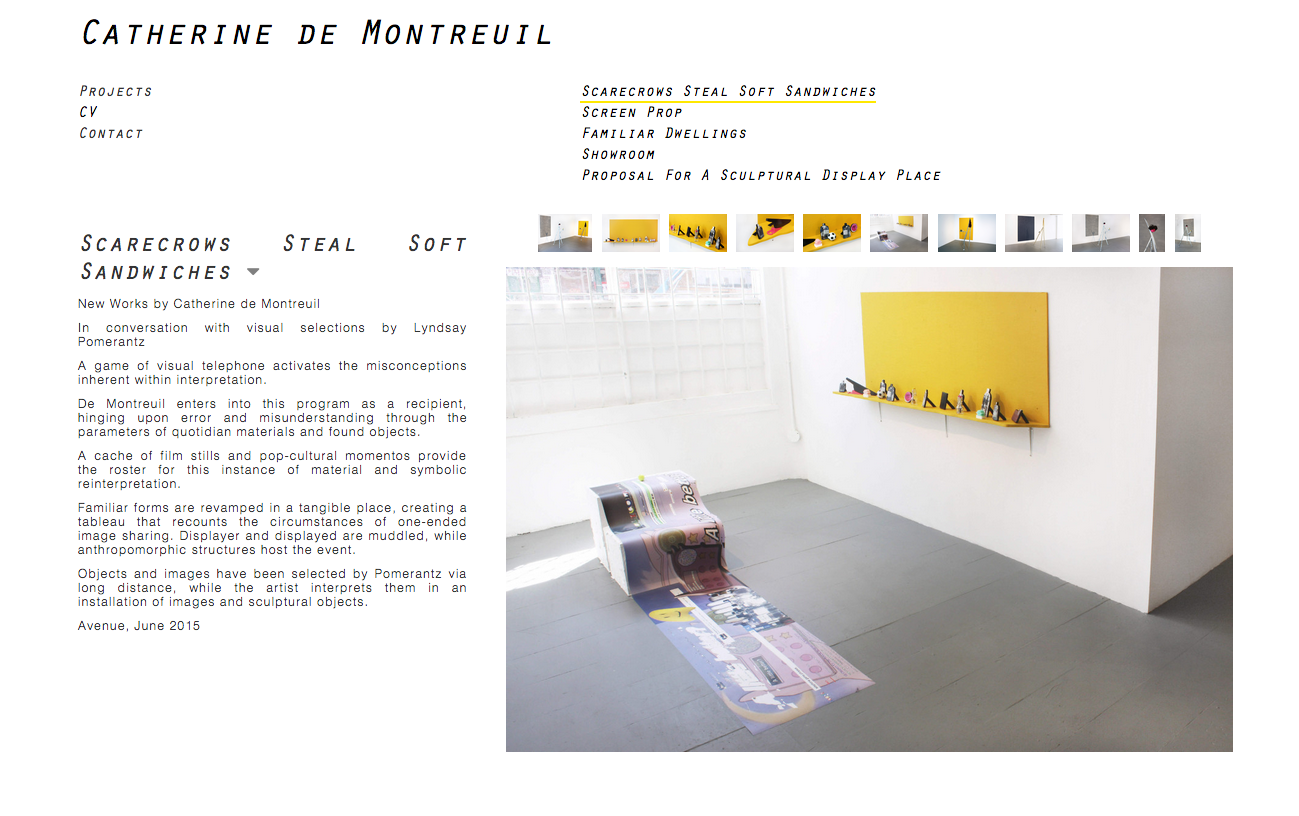 Catherine de Montreuil
Projects
CV
Contact
Scarecrows Steal Soft Sandwiches
Screen Prop
Familiar Dwellings
Showroom
Proposal For A Sculptural Display Place
Scarecrows Steal Soft
Sandwiches
New Works by Catherine de Montreuil
In conversation with visual selections by Lyndsay
Pomerantz
A game of visual telephone activates the misconceptions
inherent within interpretation.
De Montreuil enters into this program as a recipient,
hinging upon error and misunderstanding through the
parameters of quotidian materials and found objects.
A cache of film stills and pop-cultural momentos provide
the roster for this instance of material and symbolic
reinterpretation.
Familiar forms are revamped in a tangible place, creating a
tableau that recounts the circumstances of one-ended
image sharing. Displayer and displayed are muddled, while
anthropomorphic structures host the event.
Objects and images have been selected by Pomerantz via
long distance, while the artist interprets them in an
installation of images and sculptural objects.
Avenue, June 2015